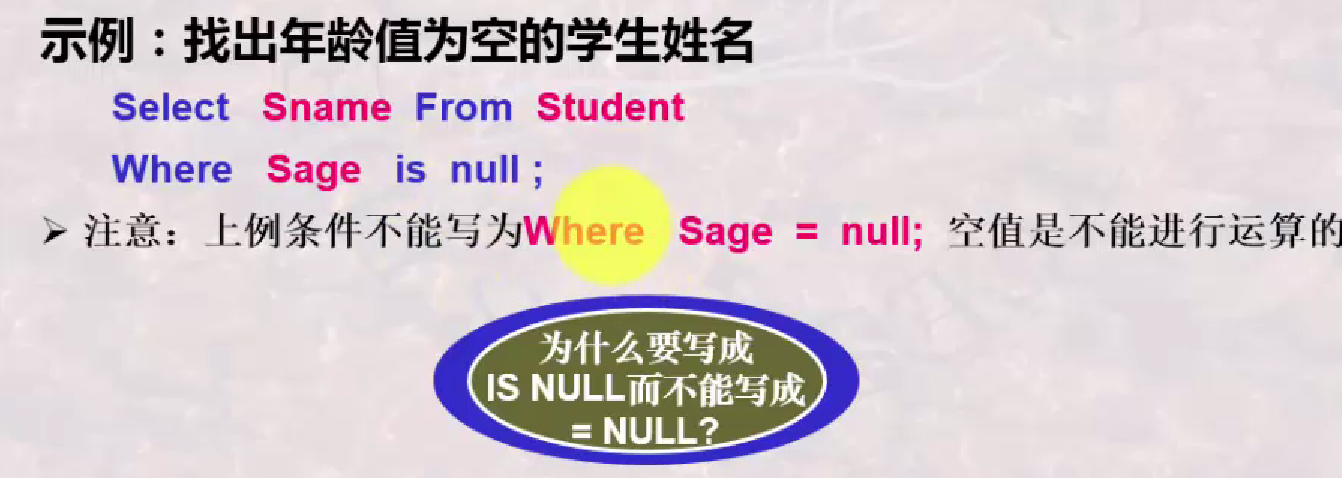 示例：找出年龄值为空的学生姓名
Select Sname From Student
Where Sage is null ;
➢ 注意：上例条件不能写为Where Sage = null; 空值是不能进行运算的
为什么要写成
IS NULL而不能写成
= NULL?